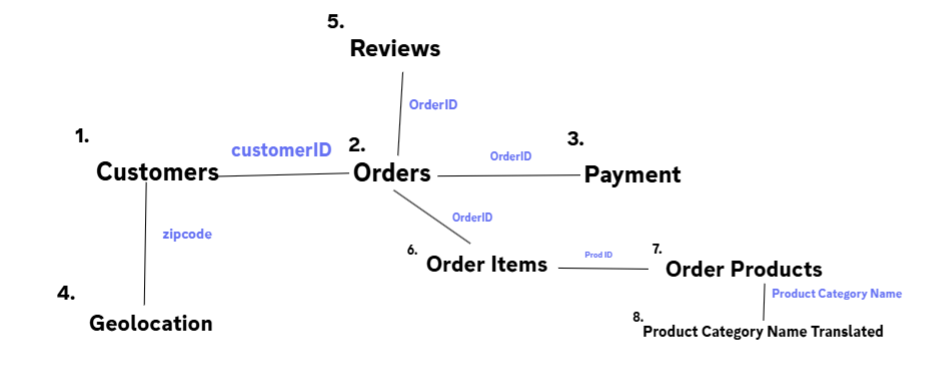 5.
Reviews
OrderID
1.
Customers
customerID
2.
Orders
OrderID
3.
Payment
zipcode
OrderID
4.
Geolocation
6.
Order Items
Prod ID
7.
Order Products
Product Category Name
8.
Product Category Name Translated